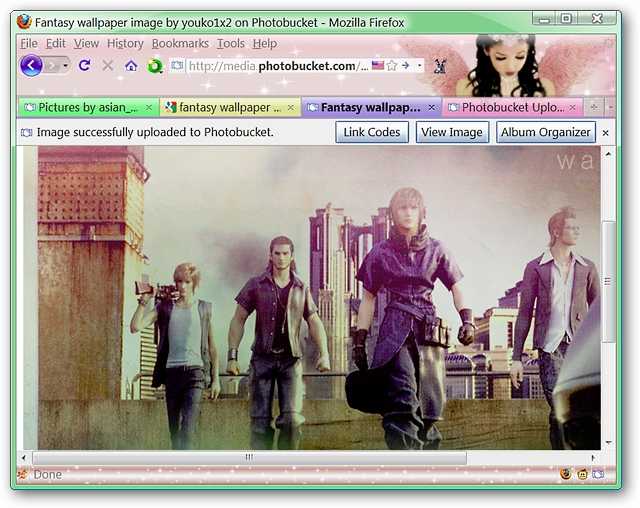 Fantasy wallpaper image by youko1x2 on Photobucket - Mozilla Firefox
File Edit View History Bookmarks Tools Help
http://media.photobucket.com/...
Pictures by asian_... fantasy wallpaper ... Fantasy wallpap... Photobucket Uplo...
Image successfully uploaded to Photobucket. Link Codes View Image Album Organizer
wa
Done